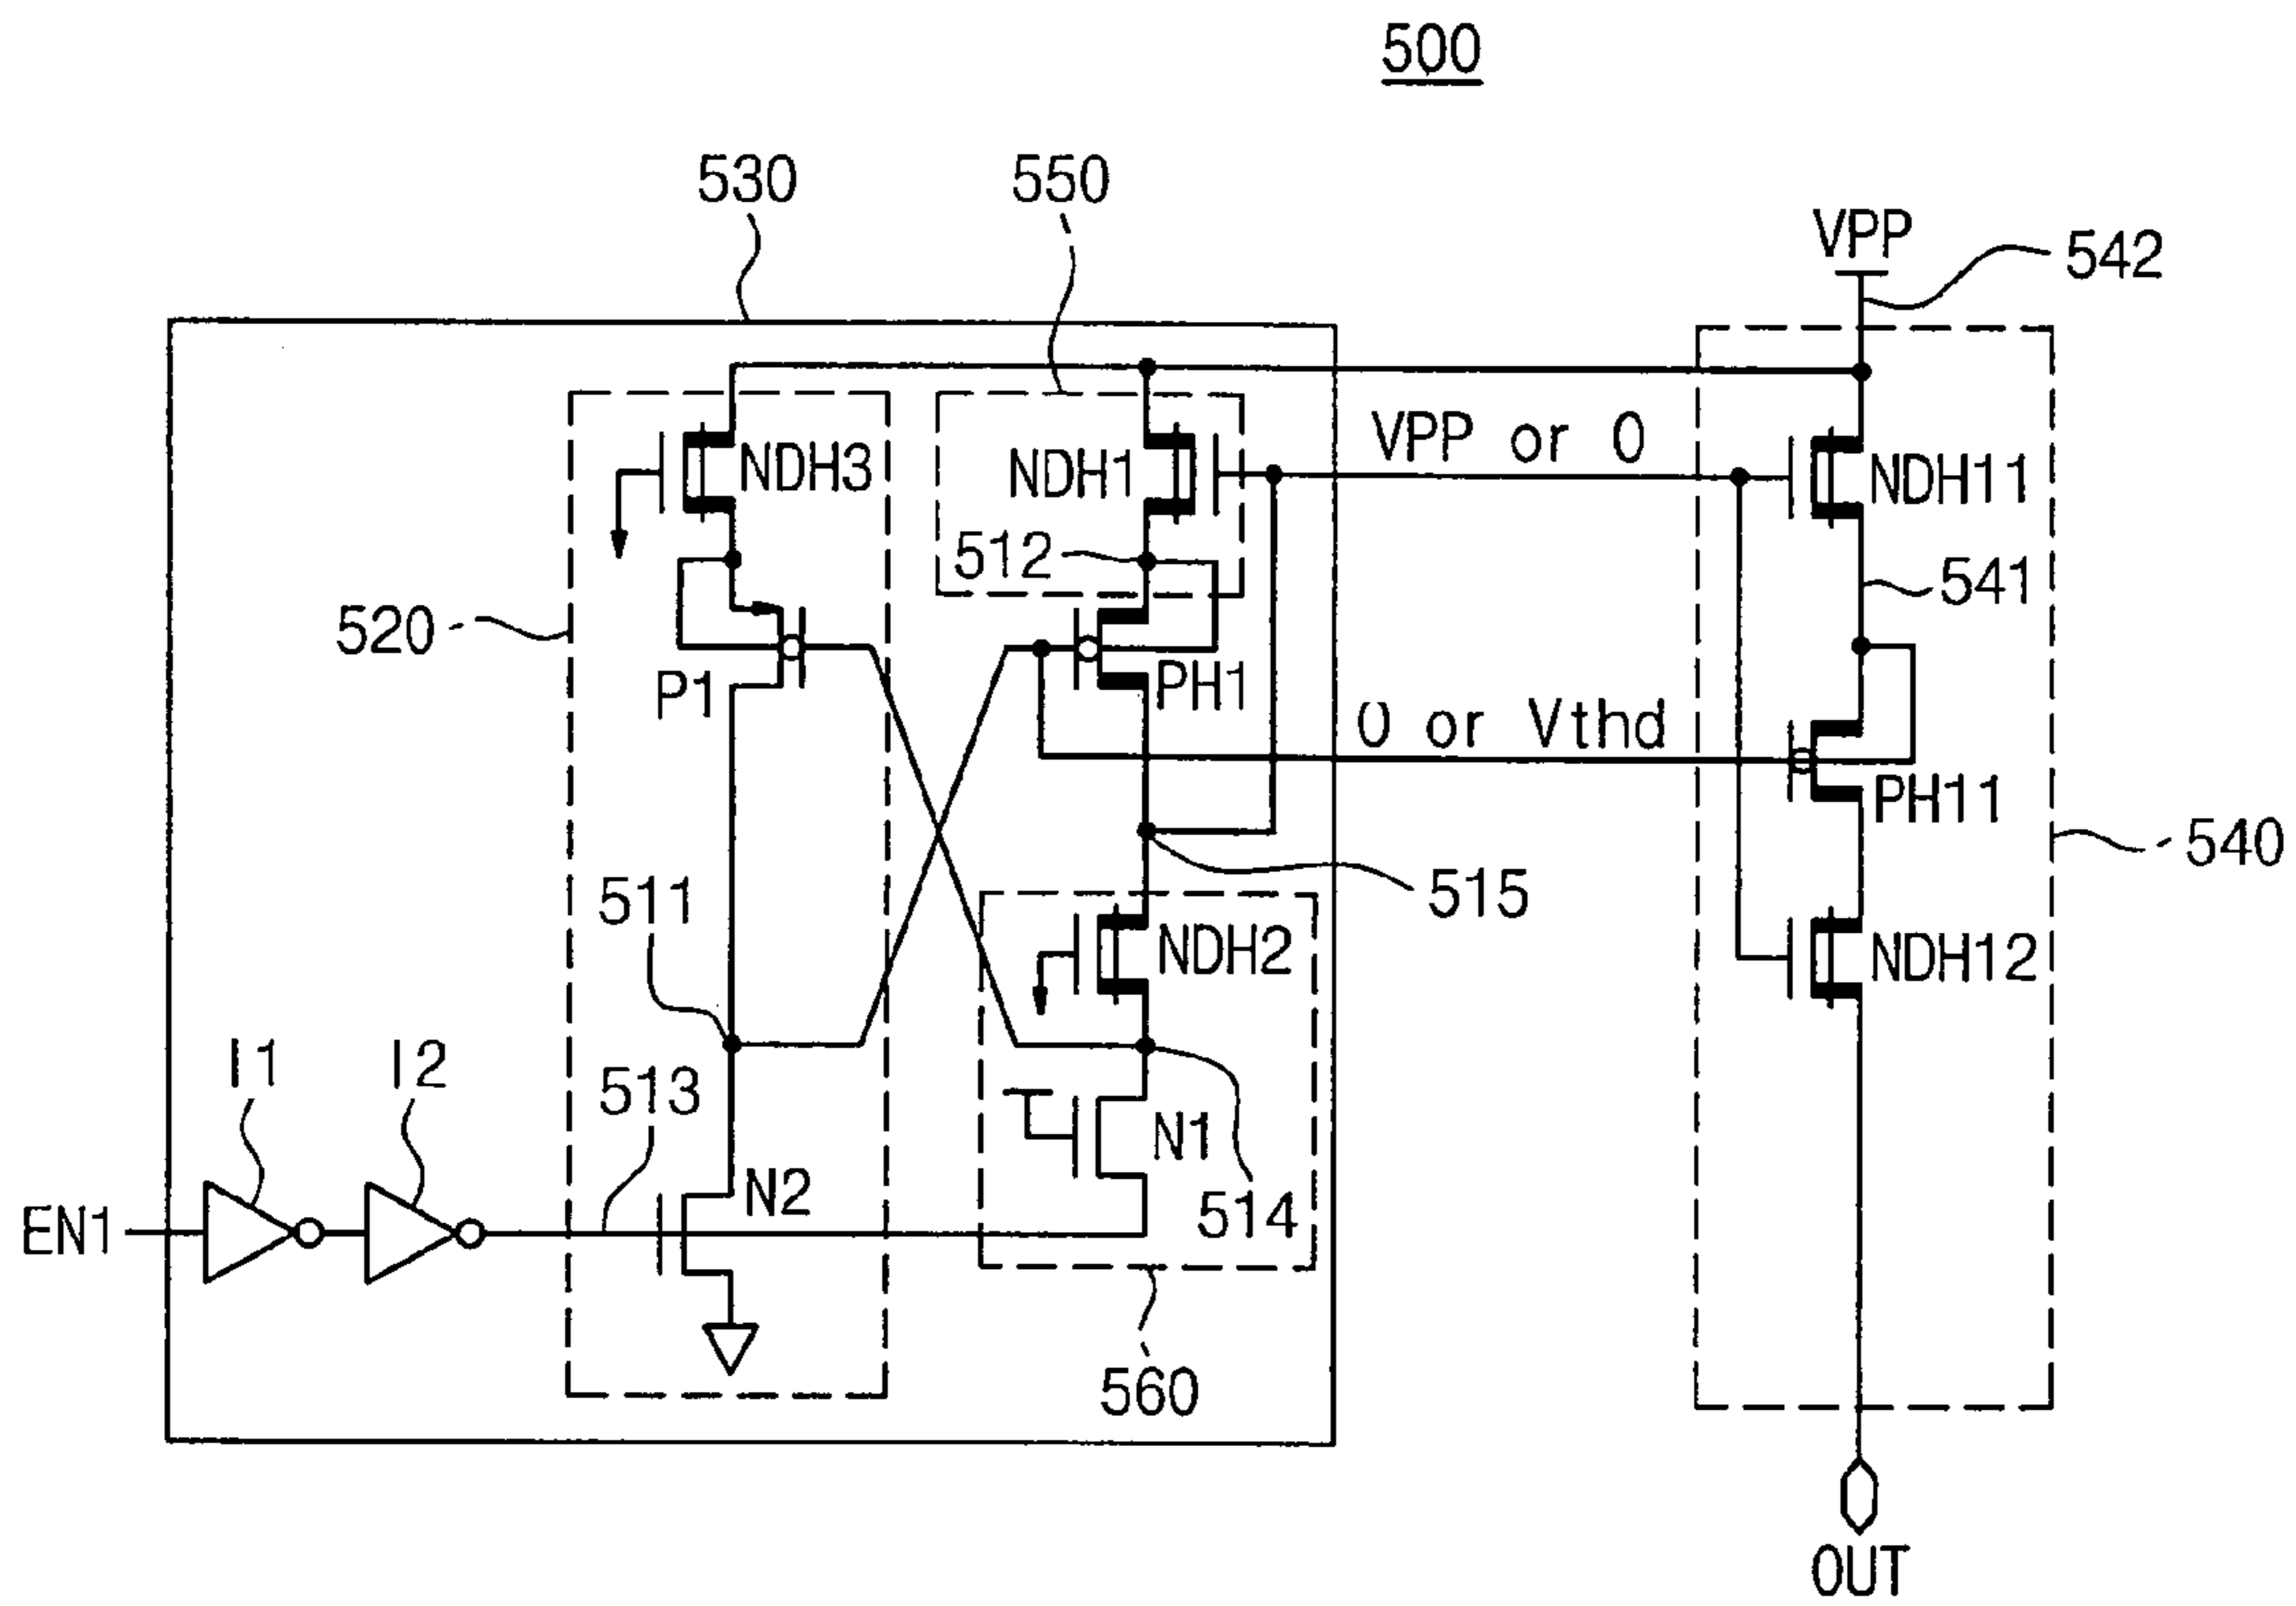 500
530
550
VPP
542
VPP or 0
NDH3
NDH1
NDH11
512
541
520
P1
PH1
0 or Vthd
PH11
540
511
515
NDH2
NDH12
I1
I2
513
N1
N2
514
EN1
560
OUT